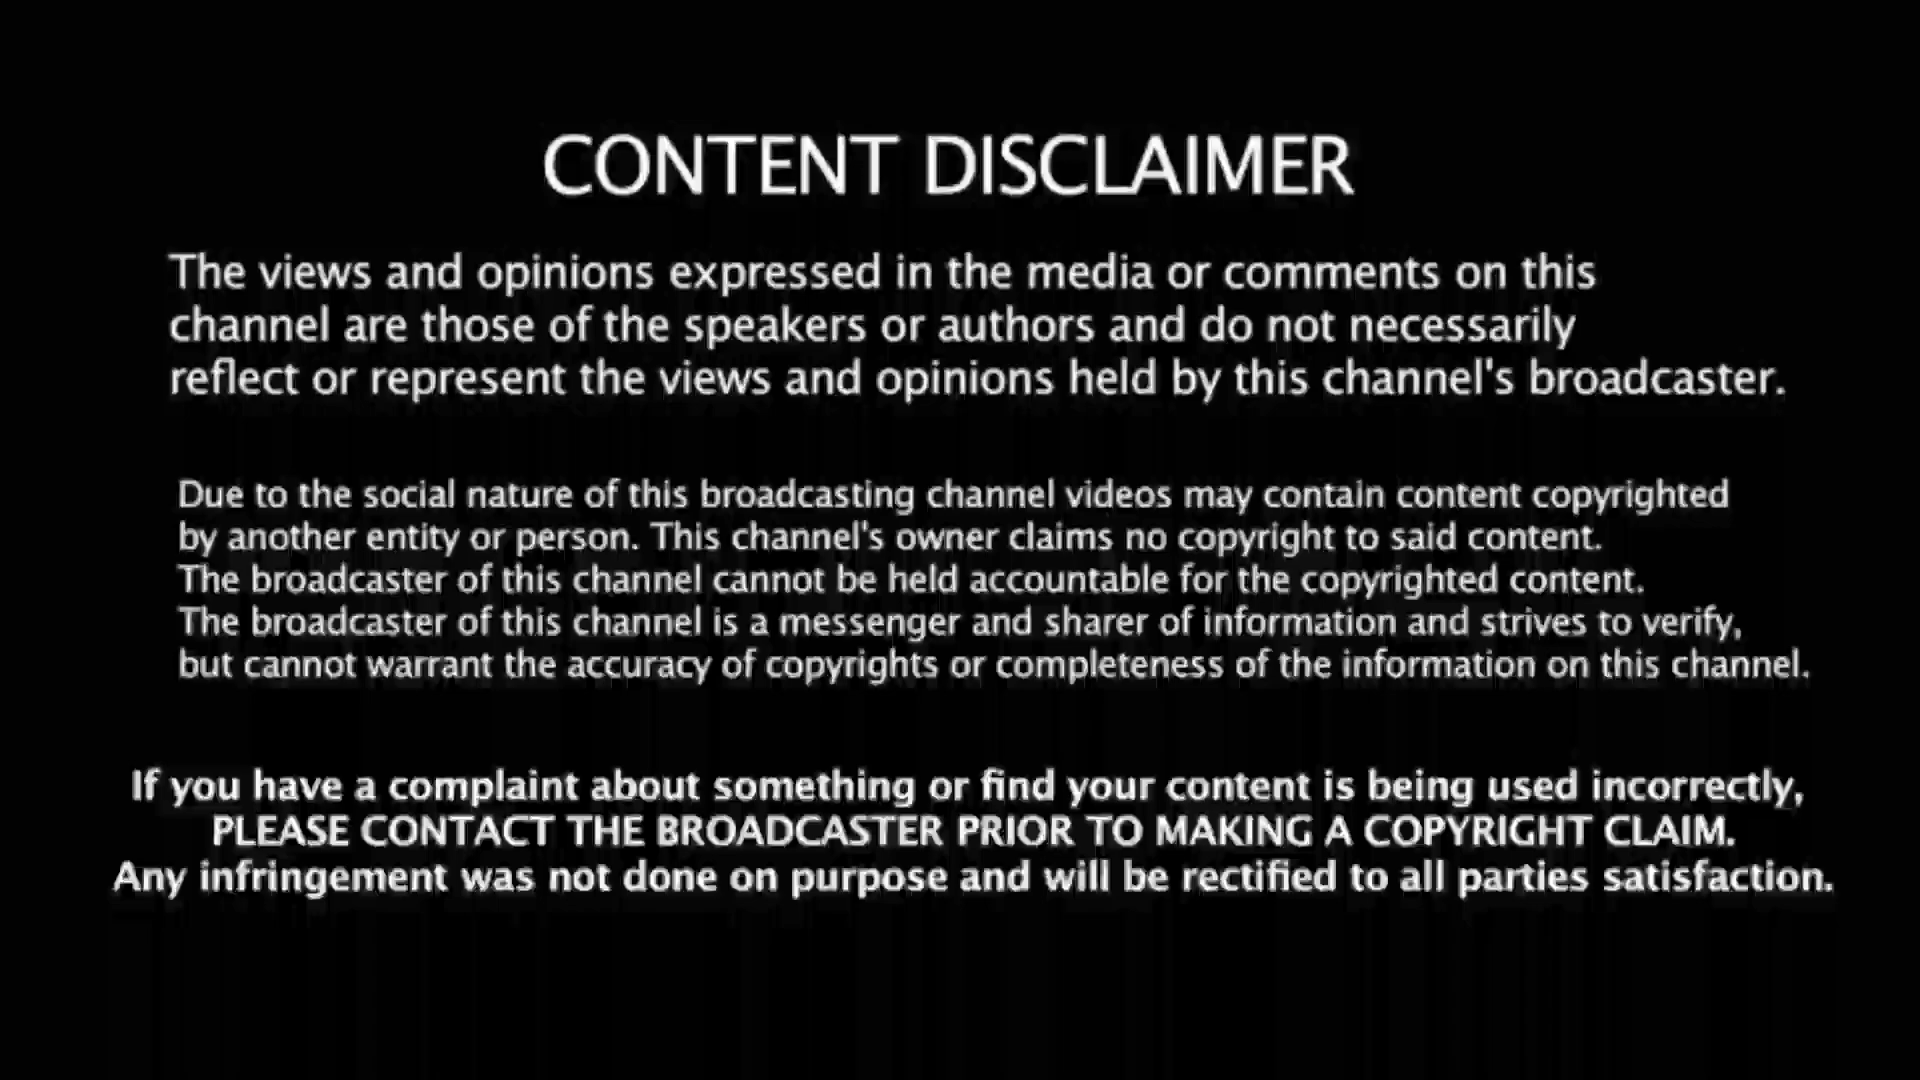 CONTENT DISCLAIMER
The views and opinions expressed in the media or comments on this
channel are those of the speakers or authors and do not necessarily
reflect or represent the views and opinions held by this channel's broadcaster.
Due to the social nature of this broadcasting channel videos may contain content copyrighted
by another entity or person. This channel's owner claims no copyright to said content.
The broadcaster of this channel cannot be held accountable for the copyrighted content.
The broadcaster of this channel is a messenger and sharer of information and strives to verify,
but cannot warrant the accuracy of copyrights or completeness of the information on this channel.
If you have a complaint about something or find your content is being used incorrectly,
PLEASE CONTACT THE BROADCASTER PRIOR TO MAKING A COPYRIGHT CLAIM.
Any infringement was not done on purpose and will be rectified to all parties satisfaction.